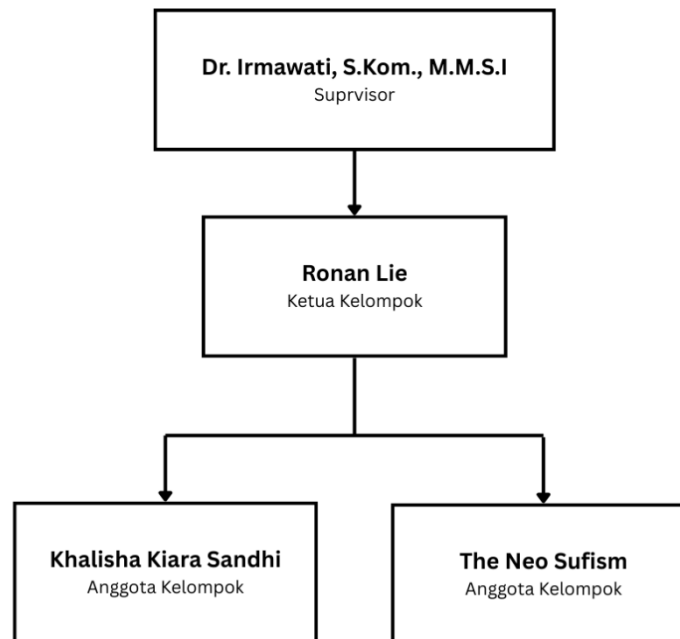 Dr. Irmawati, S.Kom., M.M.S.I
Suprvisor
Ronan Lie
Ketua Kelompok
Khalisha Kiara Sandhi
Anggota Kelompok
The Neo Sufism
Anggota Kelompok